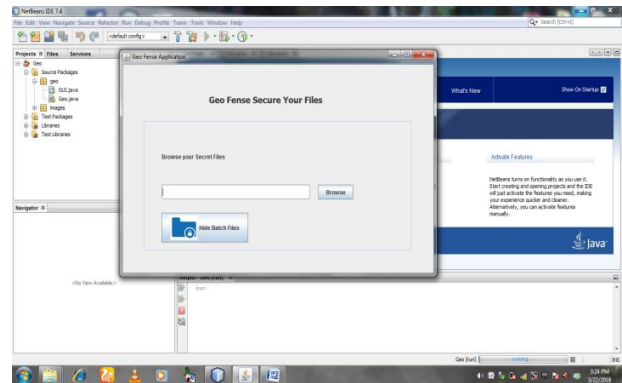 NetBeans IDE 7.4
File Edit View Navigate Source Refactor Run Debug Profile Team Tools Window Help
Search (Ctrl+I)
<default config>
Projects Files Services
Geo
Source Packages
geo
GUI.java
Geo.java
images
Test Packages
Libraries
Test Libraries
Geo Fense Application
Geo Fense Secure Your Files
Browse your Secret Files
Browse
Hide Batch Files
What's New
Show On Startup
Activate Features
NetBeans turns on functionality as you use it.
Start creating and opening projects and the IDE
will just activate the features you need, making
your experience quicker and cleaner.
Alternatively, you can activate features
manually.
Java
Navigator
<No View Available>
Output - Geo (run)
run:
Geo (run)
running...
INS
3:24 PM
3/22/2018